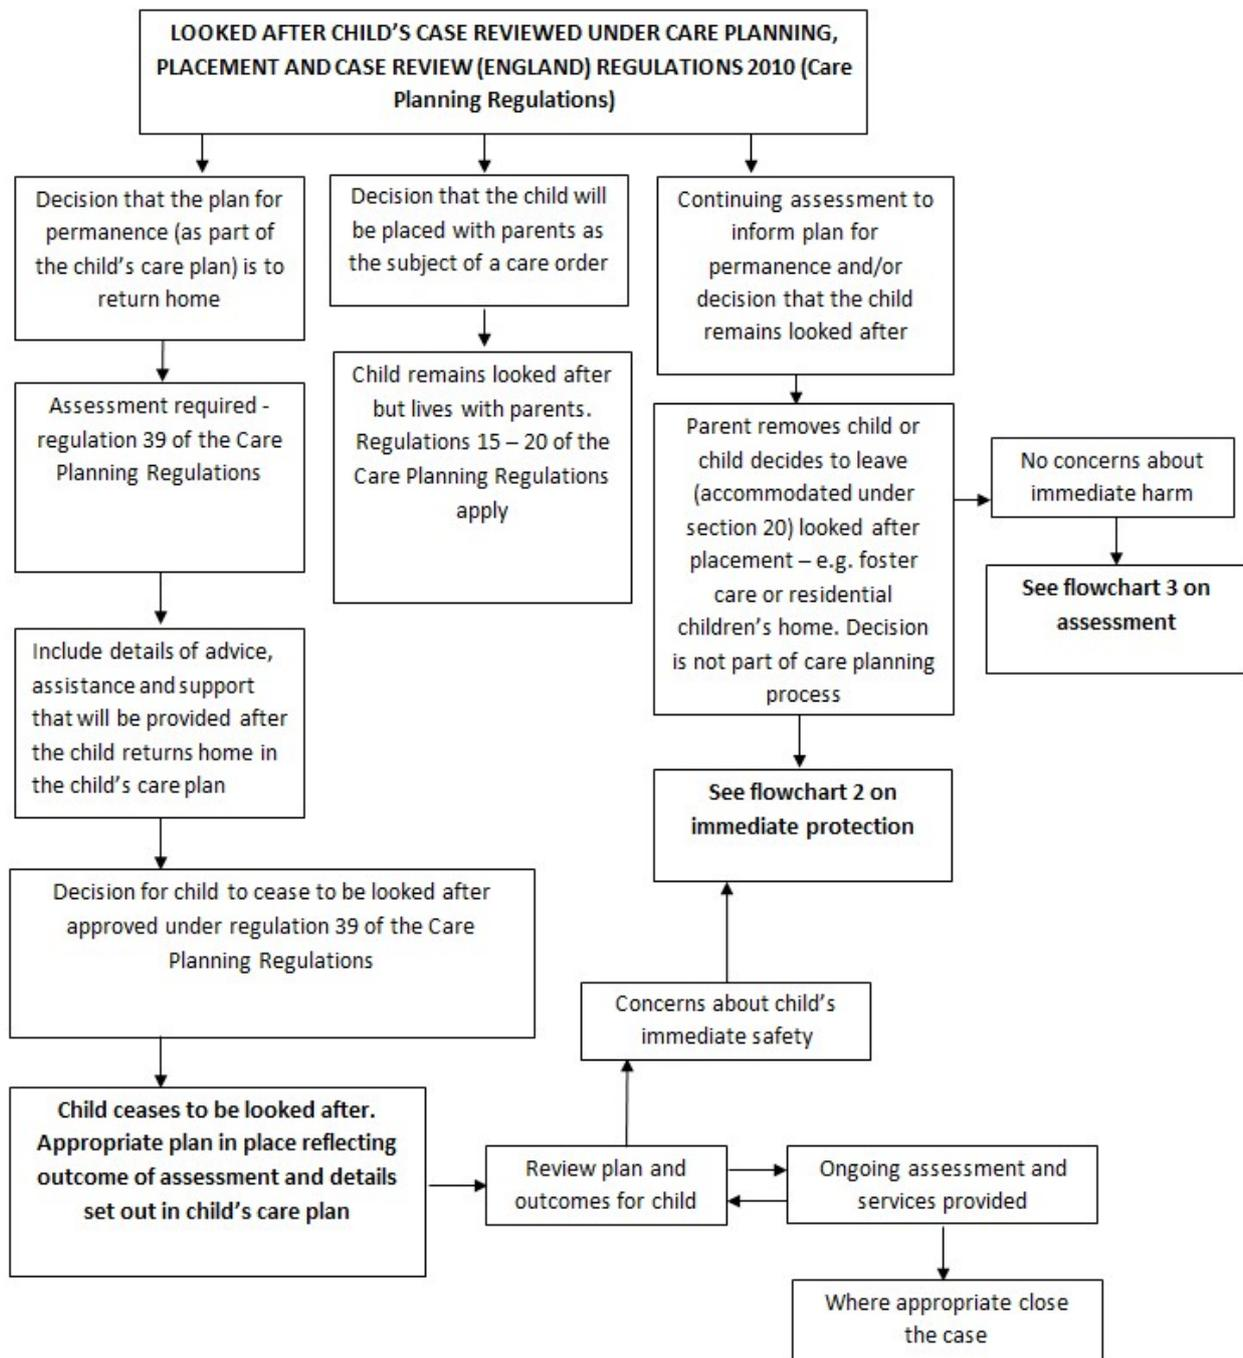 LOOKED AFTER CHILD’S CASE REVIEWED UNDER CARE PLANNING,
PLACEMENT AND CASE REVIEW (ENGLAND) REGULATIONS 2010 (Care
Planning Regulations)
Decision that the plan for
permanence (as part of
the child’s care plan) is to
return home
Decision that the child will
be placed with parents as
the subject of a care order
Continuing assessment to
inform plan for
permanence and/or
decision that the child
remains looked after
Assessment required -
regulation 39 of the Care
Planning Regulations
Child remains looked after
but lives with parents.
Regulations 15 – 20 of the
Care Planning Regulations
apply
Parent removes child or
child decides to leave
(accommodated under
section 20) looked after
placement – e.g. foster
care or residential
children’s home. Decision
is not part of care planning
process
No concerns about
immediate harm
See flowchart 3 on
assessment
Include details of advice,
assistance and support
that will be provided after
the child returns home in
the child’s care plan
See flowchart 2 on
immediate protection
Decision for child to cease to be looked after
approved under regulation 39 of the Care
Planning Regulations
Concerns about child’s
immediate safety
Child ceases to be looked after.
Appropriate plan in place reflecting
outcome of assessment and details
set out in child’s care plan
Review plan and
outcomes for child
Ongoing assessment and
services provided
Where appropriate close
the case